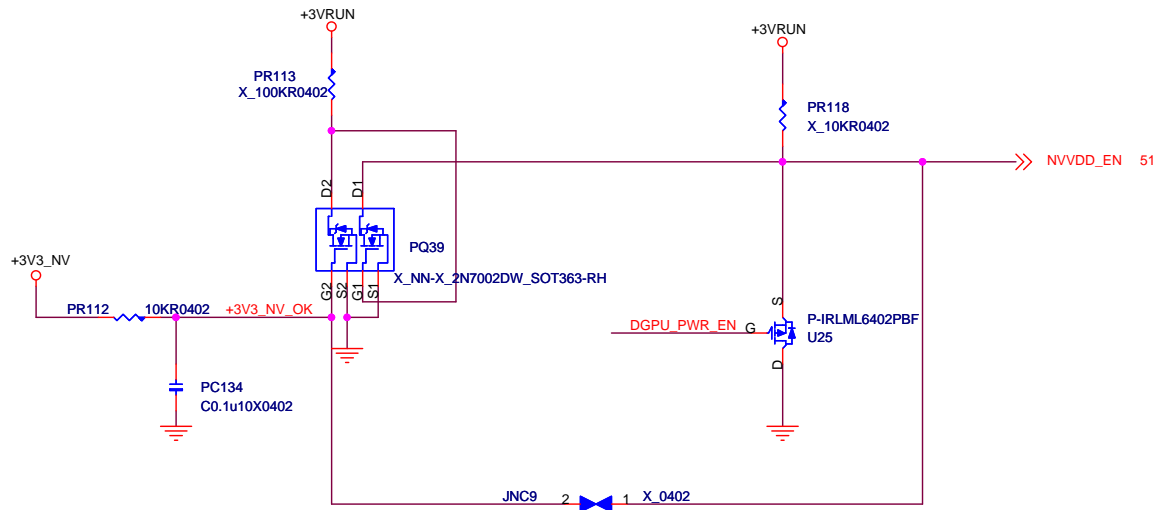 +3VRUN
+3VRUN
PR113
X_100KR0402
PR118
X_10KR0402
NVVDD_EN 51
D2
D1
PQ39
+3V3_NV
X_NN-X_2N7002DW_SOT363-RH
G2
S2
G1
S1
PR112
10KR0402
+3V3_NV_OK
S
P-IRLML6402PBF
DGPU_PWR_EN
G
U25
D
PC134
C0.1u10X0402
JNC9
2
1
X_0402